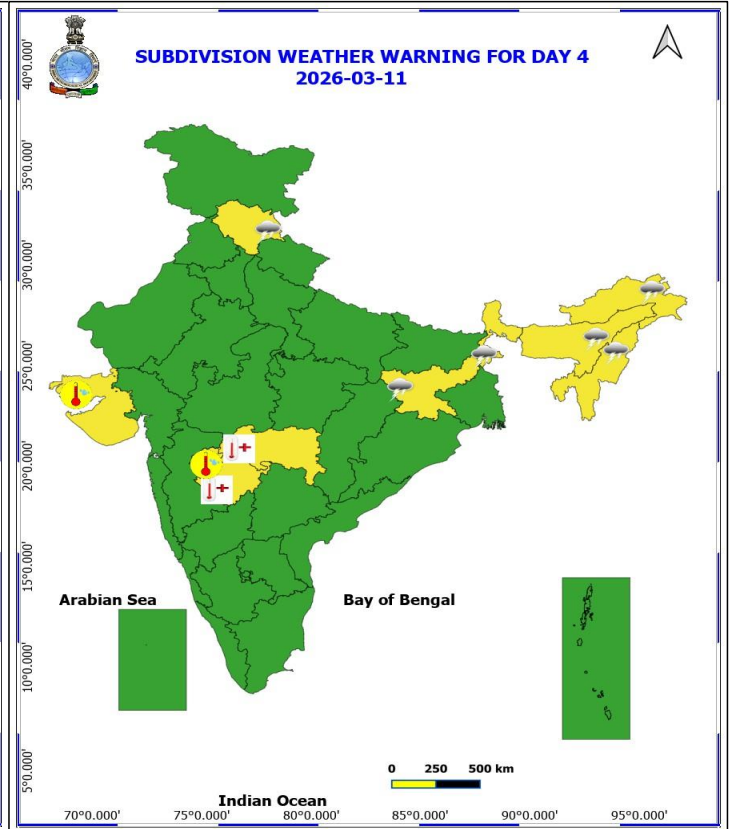 SUBDIVISION WEATHER WARNING FOR DAY 4
2026-03-11
40°0.000'
35°0.000'
30°0.000'
25°0.000'
20°0.000'
15°0.000'
10°0.000'
5°0.000'
Arabian Sea
Bay of Bengal
0 250 500 km
Indian Ocean
70°0.000' 75°0.000' 80°0.000' 85°0.000' 90°0.000' 95°0.000'